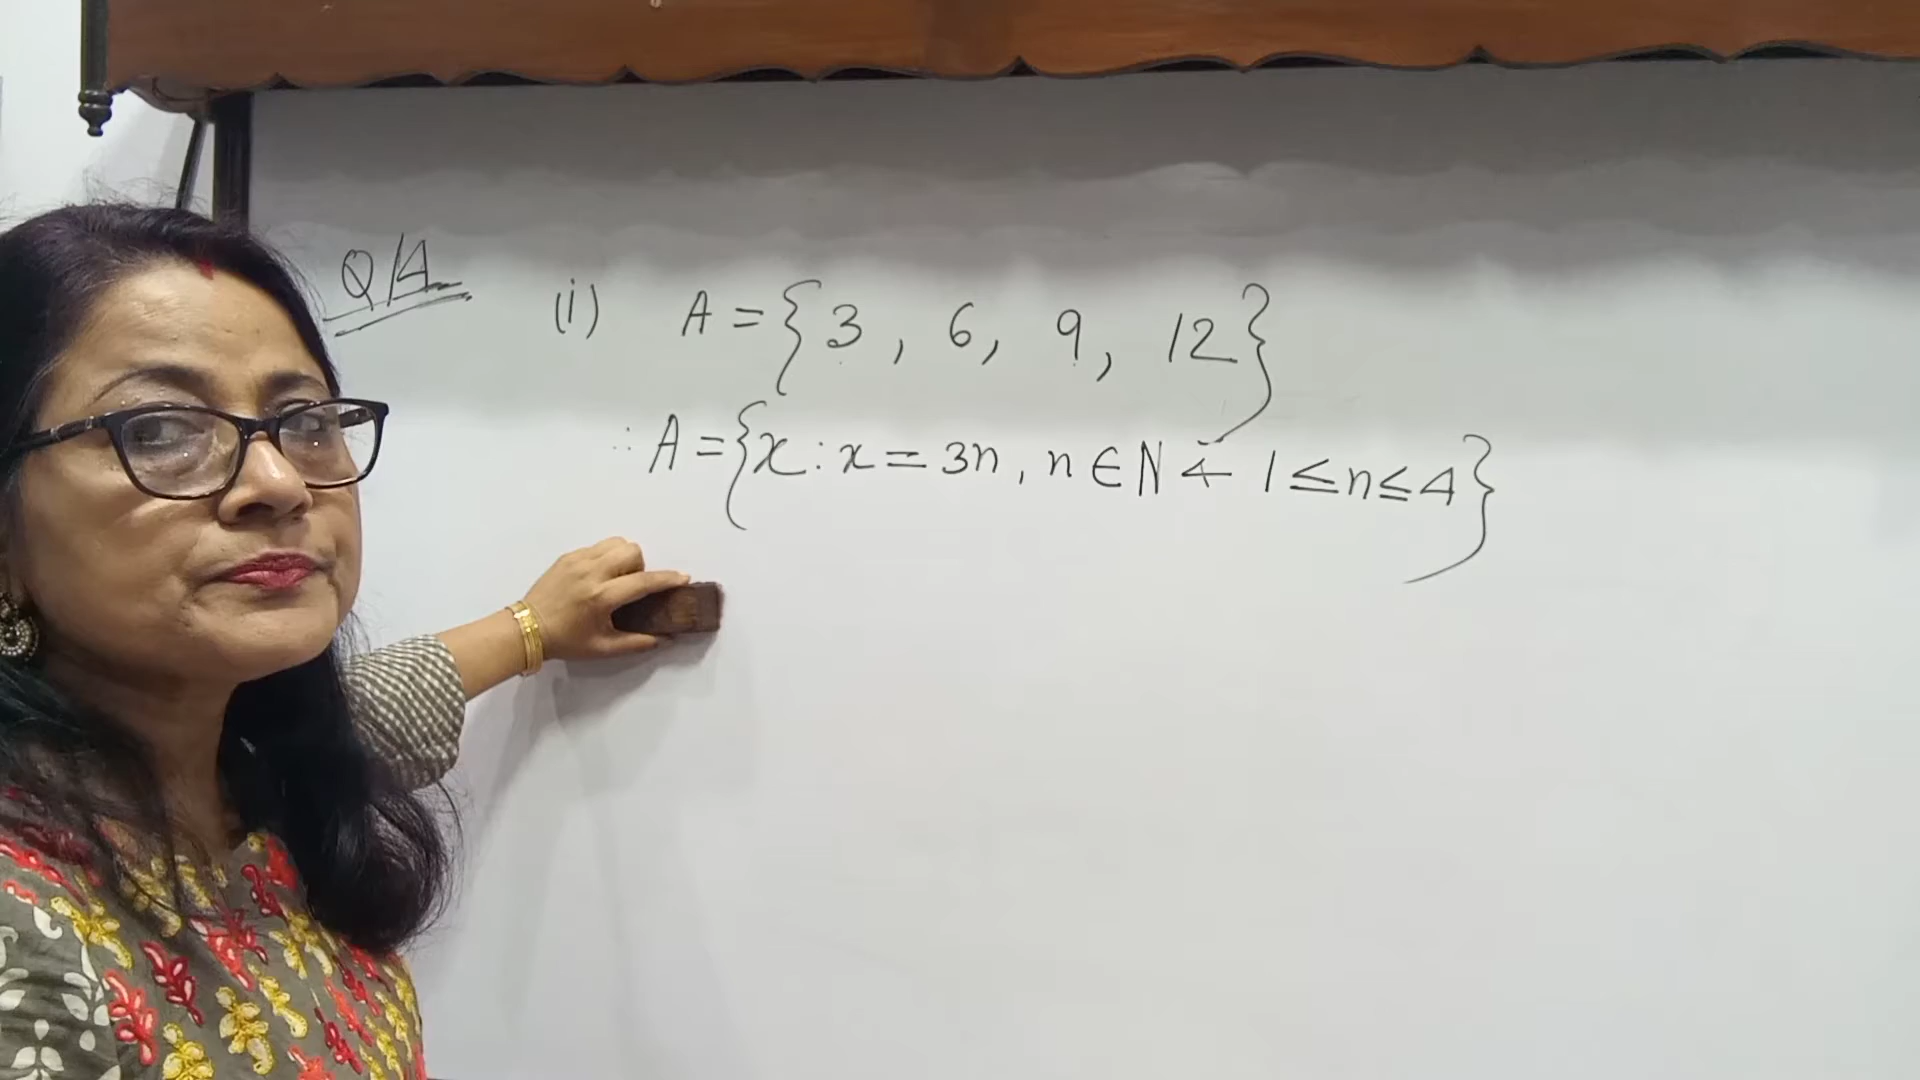 Q/4
(i) A = {3, 6, 9, 12}
∴ A = {x : x = 3n, n ∈ N & 1 ≤ n ≤ 4}